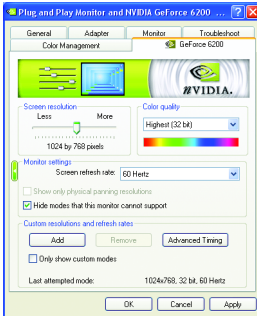 Plug and Play Monitor and NVIDIA GeForce 6200 ...
General Adapter Monitor Troubleshoot
Color Management GeForce 6200
NVIDIA.
Screen resolution
Less More
1024 by 768 pixels
Color quality
Highest (32 bit)
Monitor settings
Screen refresh rate: 60 Hertz
Show only physical panning resolutions
Hide modes that this monitor cannot support
Custom resolutions and refresh rates
Add Remove Advanced Timing
Only show custom modes
Last attempted mode: 1024x768, 32 bit, 60 Hertz
OK Cancel Apply